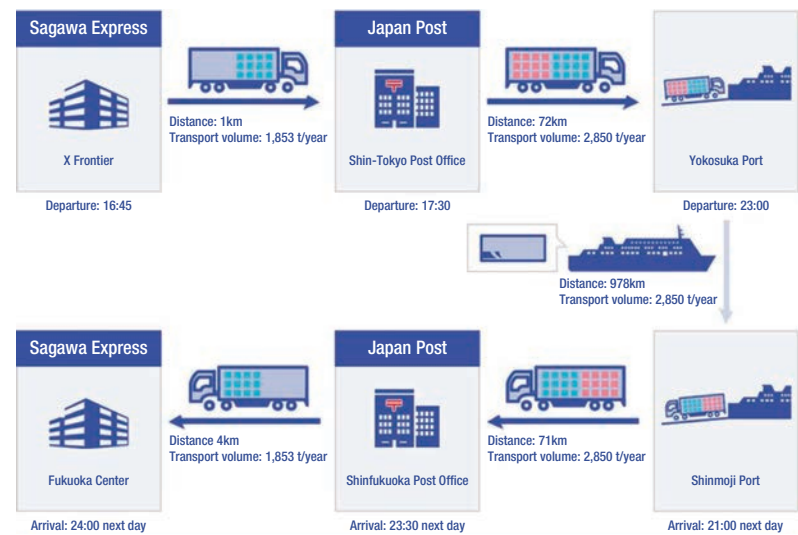 Sagawa Express
Japan Post
Distance: 1km
Transport volume: 1,853 t/year
Distance: 72km
Transport volume: 2,850 t/year
X Frontier
Shin-Tokyo Post Office
Yokosuka Port
Departure: 16:45
Departure: 17:30
Departure: 23:00
Distance: 978km
Transport volume: 2,850 t/year
Sagawa Express
Japan Post
Distance 4km
Transport volume: 1,853 t/year
Distance: 71km
Transport volume: 2,850 t/year
Fukuoka Center
Shinfukuoka Post Office
Shinmoji Port
Arrival: 24:00 next day
Arrival: 23:30 next day
Arrival: 21:00 next day